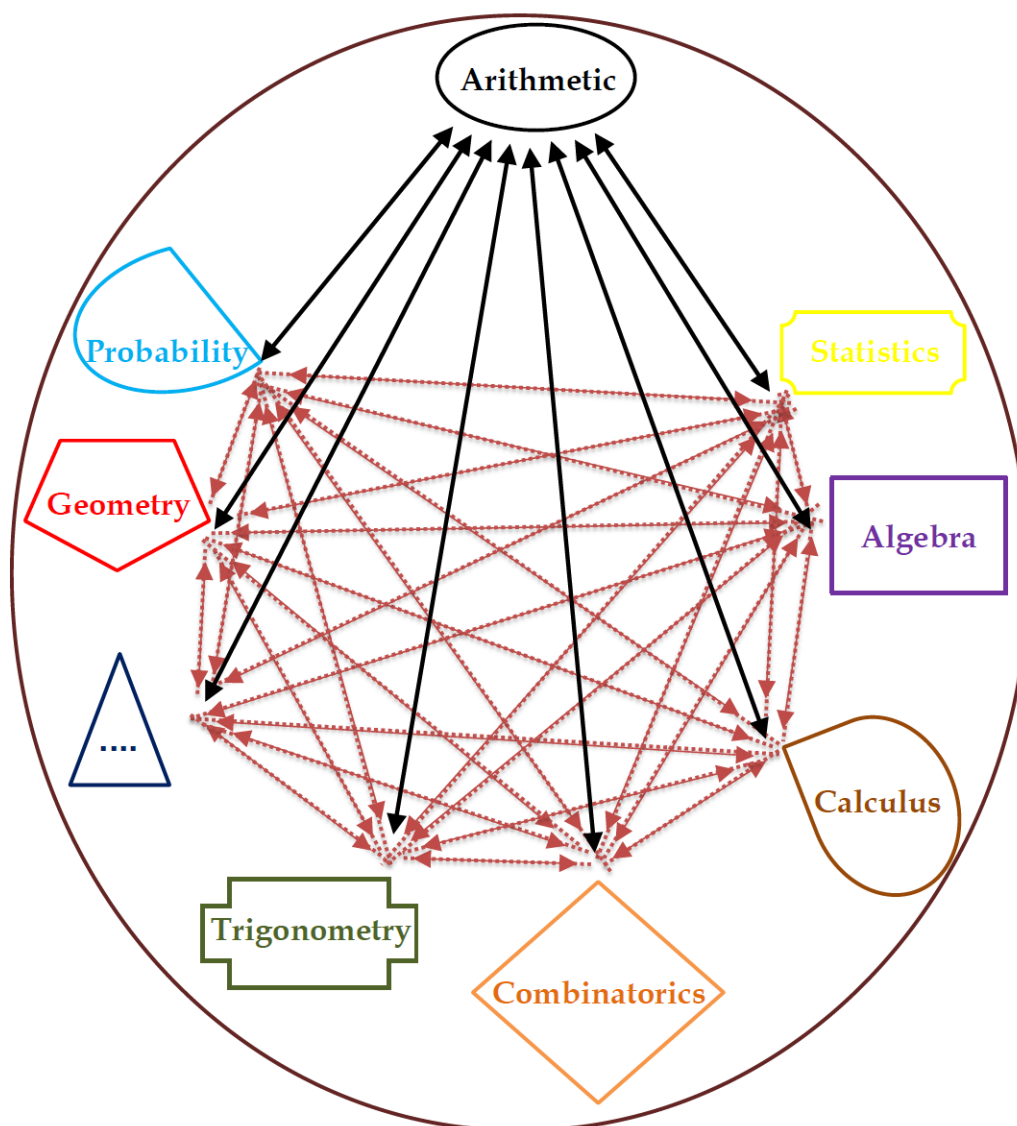 Arithmetic
Probability
Statistics
Geometry
Algebra
....
Calculus
Trigonometry
Combinatorics